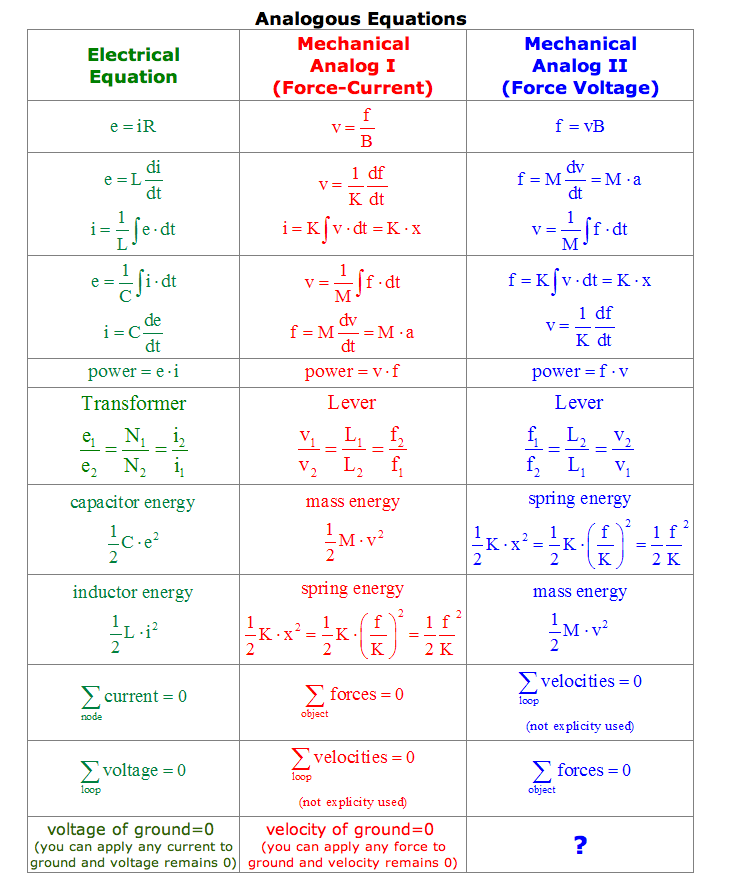 Analogous Equations
Electrical
Equation
Mechanical
Analog I
(Force-Current)
Mechanical
Analog II
(Force Voltage)
e = iR
v = f/B
f = vB
e = L di/dt
i = 1/L ∫e·dt
v = 1/K df/dt
i = K∫v·dt = K·x
f = M dv/dt = M·a
v = 1/M ∫f·dt
e = 1/C ∫i·dt
i = C de/dt
v = 1/M ∫f·dt
f = M dv/dt = M·a
f = K∫v·dt = K·x
v = 1/K df/dt
power = e·i
power = v·f
power = f·v
Transformer
e₁/e₂ = N₁/N₂ = i₂/i₁
Lever
v₁/v₂ = L₁/L₂ = f₂/f₁
Lever
f₁/f₂ = L₂/L₁ = v₂/v₁
capacitor energy
1/2 C·e²
mass energy
1/2 M·v²
spring energy
1/2 K·x² = 1/2 K·(f/K)² = 1/2 f²/K
inductor energy
1/2 L·i²
spring energy
1/2 K·x² = 1/2 K·(f/K)² = 1/2 f²/K
mass energy
1/2 M·v²
∑ current = 0
node
∑ forces = 0
object
∑ velocities = 0
loop
(not explicity used)
∑ voltage = 0
loop
∑ velocities = 0
loop
(not explicity used)
∑ forces = 0
object
voltage of ground=0
(you can apply any current to
ground and voltage remains 0)
velocity of ground=0
(you can apply any force to
ground and velocity remains 0)
?